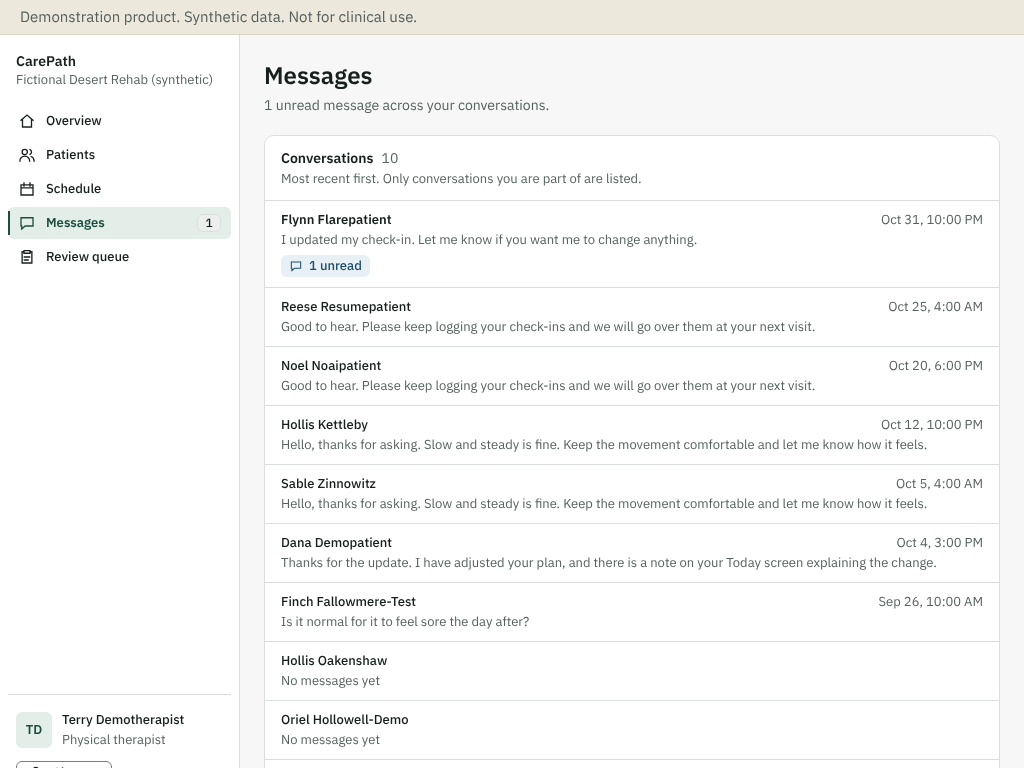 Demonstration product. Synthetic data. Not for clinical use.
CarePath
Fictional Desert Rehab (synthetic)
Overview
Patients
Schedule
Messages 1
Review queue
TD
Terry Demotherapist
Physical therapist
Messages
1 unread message across your conversations.
Conversations 10
Most recent first. Only conversations you are part of are listed.
Flynn Flarepatient Oct 31, 10:00 PM
I updated my check-in. Let me know if you want me to change anything.
1 unread
Reese Resumepatient Oct 25, 4:00 AM
Good to hear. Please keep logging your check-ins and we will go over them at your next visit.
Noel Noaipatient Oct 20, 6:00 PM
Good to hear. Please keep logging your check-ins and we will go over them at your next visit.
Hollis Kettleby Oct 12, 10:00 PM
Hello, thanks for asking. Slow and steady is fine. Keep the movement comfortable and let me know how it feels.
Sable Zinnowitz Oct 5, 4:00 AM
Hello, thanks for asking. Slow and steady is fine. Keep the movement comfortable and let me know how it feels.
Dana Demopatient Oct 4, 3:00 PM
Thanks for the update. I have adjusted your plan, and there is a note on your Today screen explaining the change.
Finch Fallowmere-Test Sep 26, 10:00 AM
Is it normal for it to feel sore the day after?
Hollis Oakenshaw
No messages yet
Oriel Hollowell-Demo
No messages yet